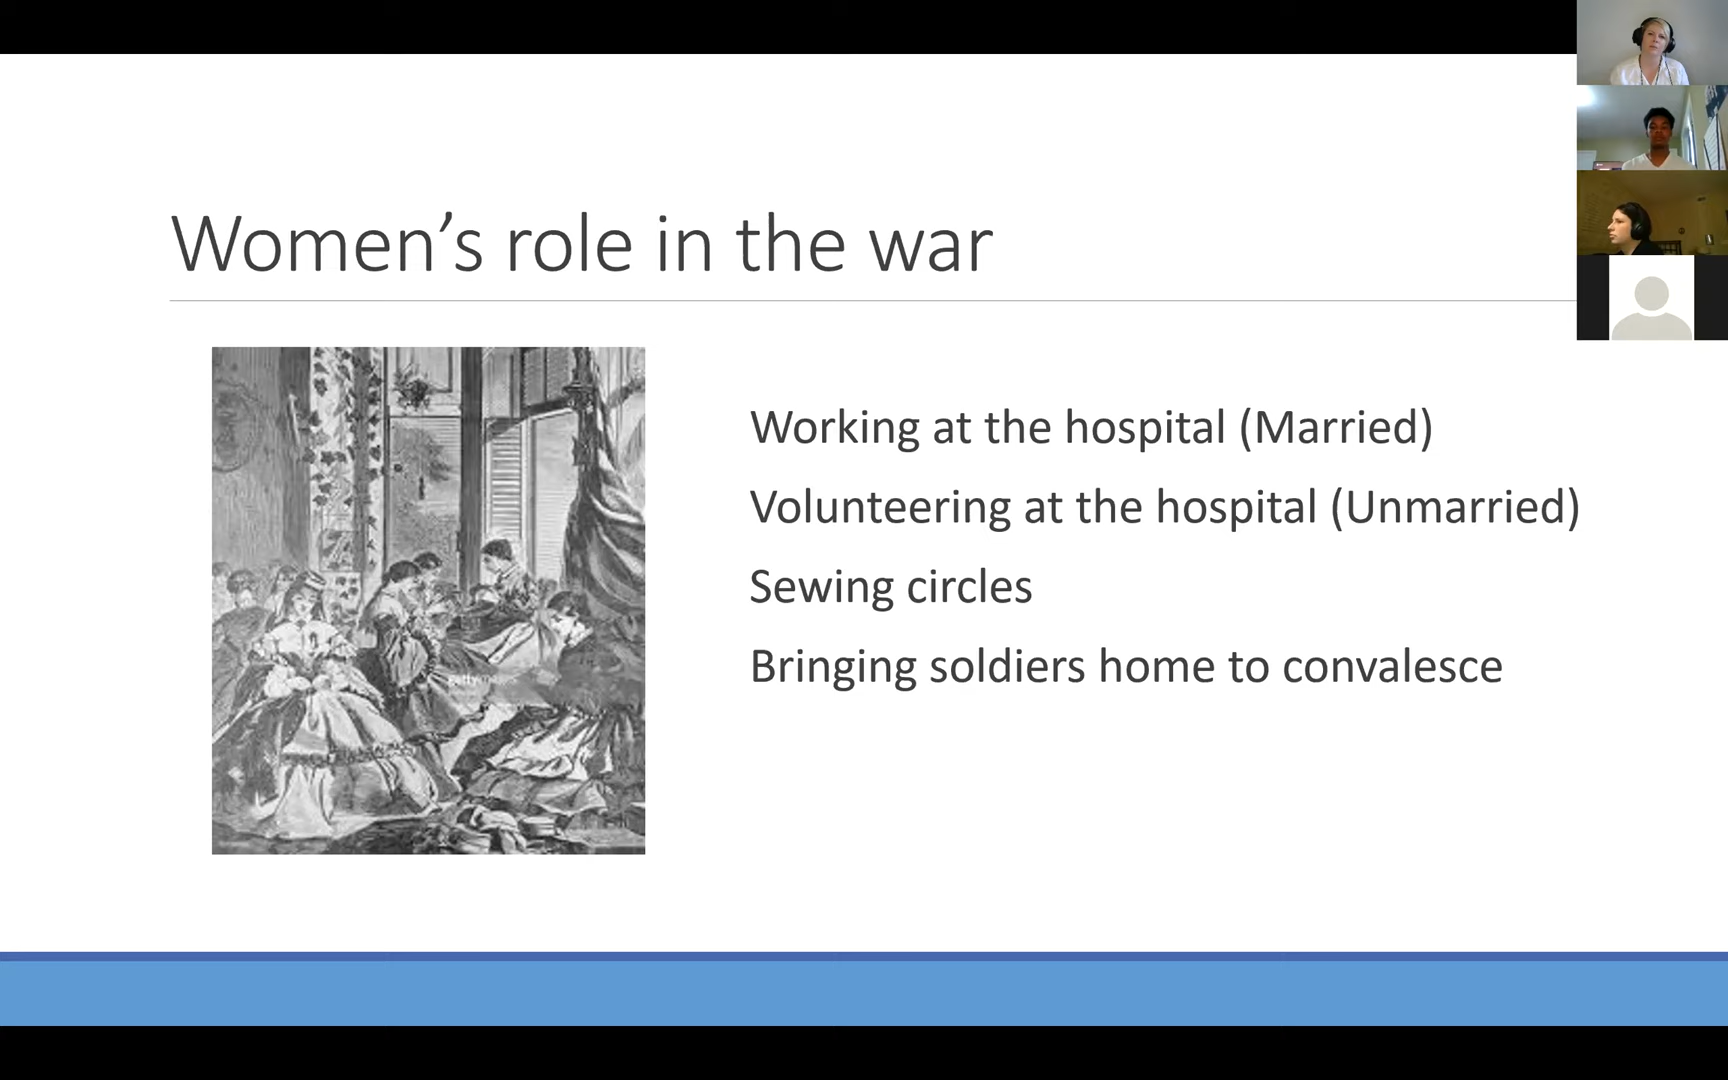 Women’s role in the war
Working at the hospital (Married)
Volunteering at the hospital (Unmarried)
Sewing circles
Bringing soldiers home to convalesce
gettyimages